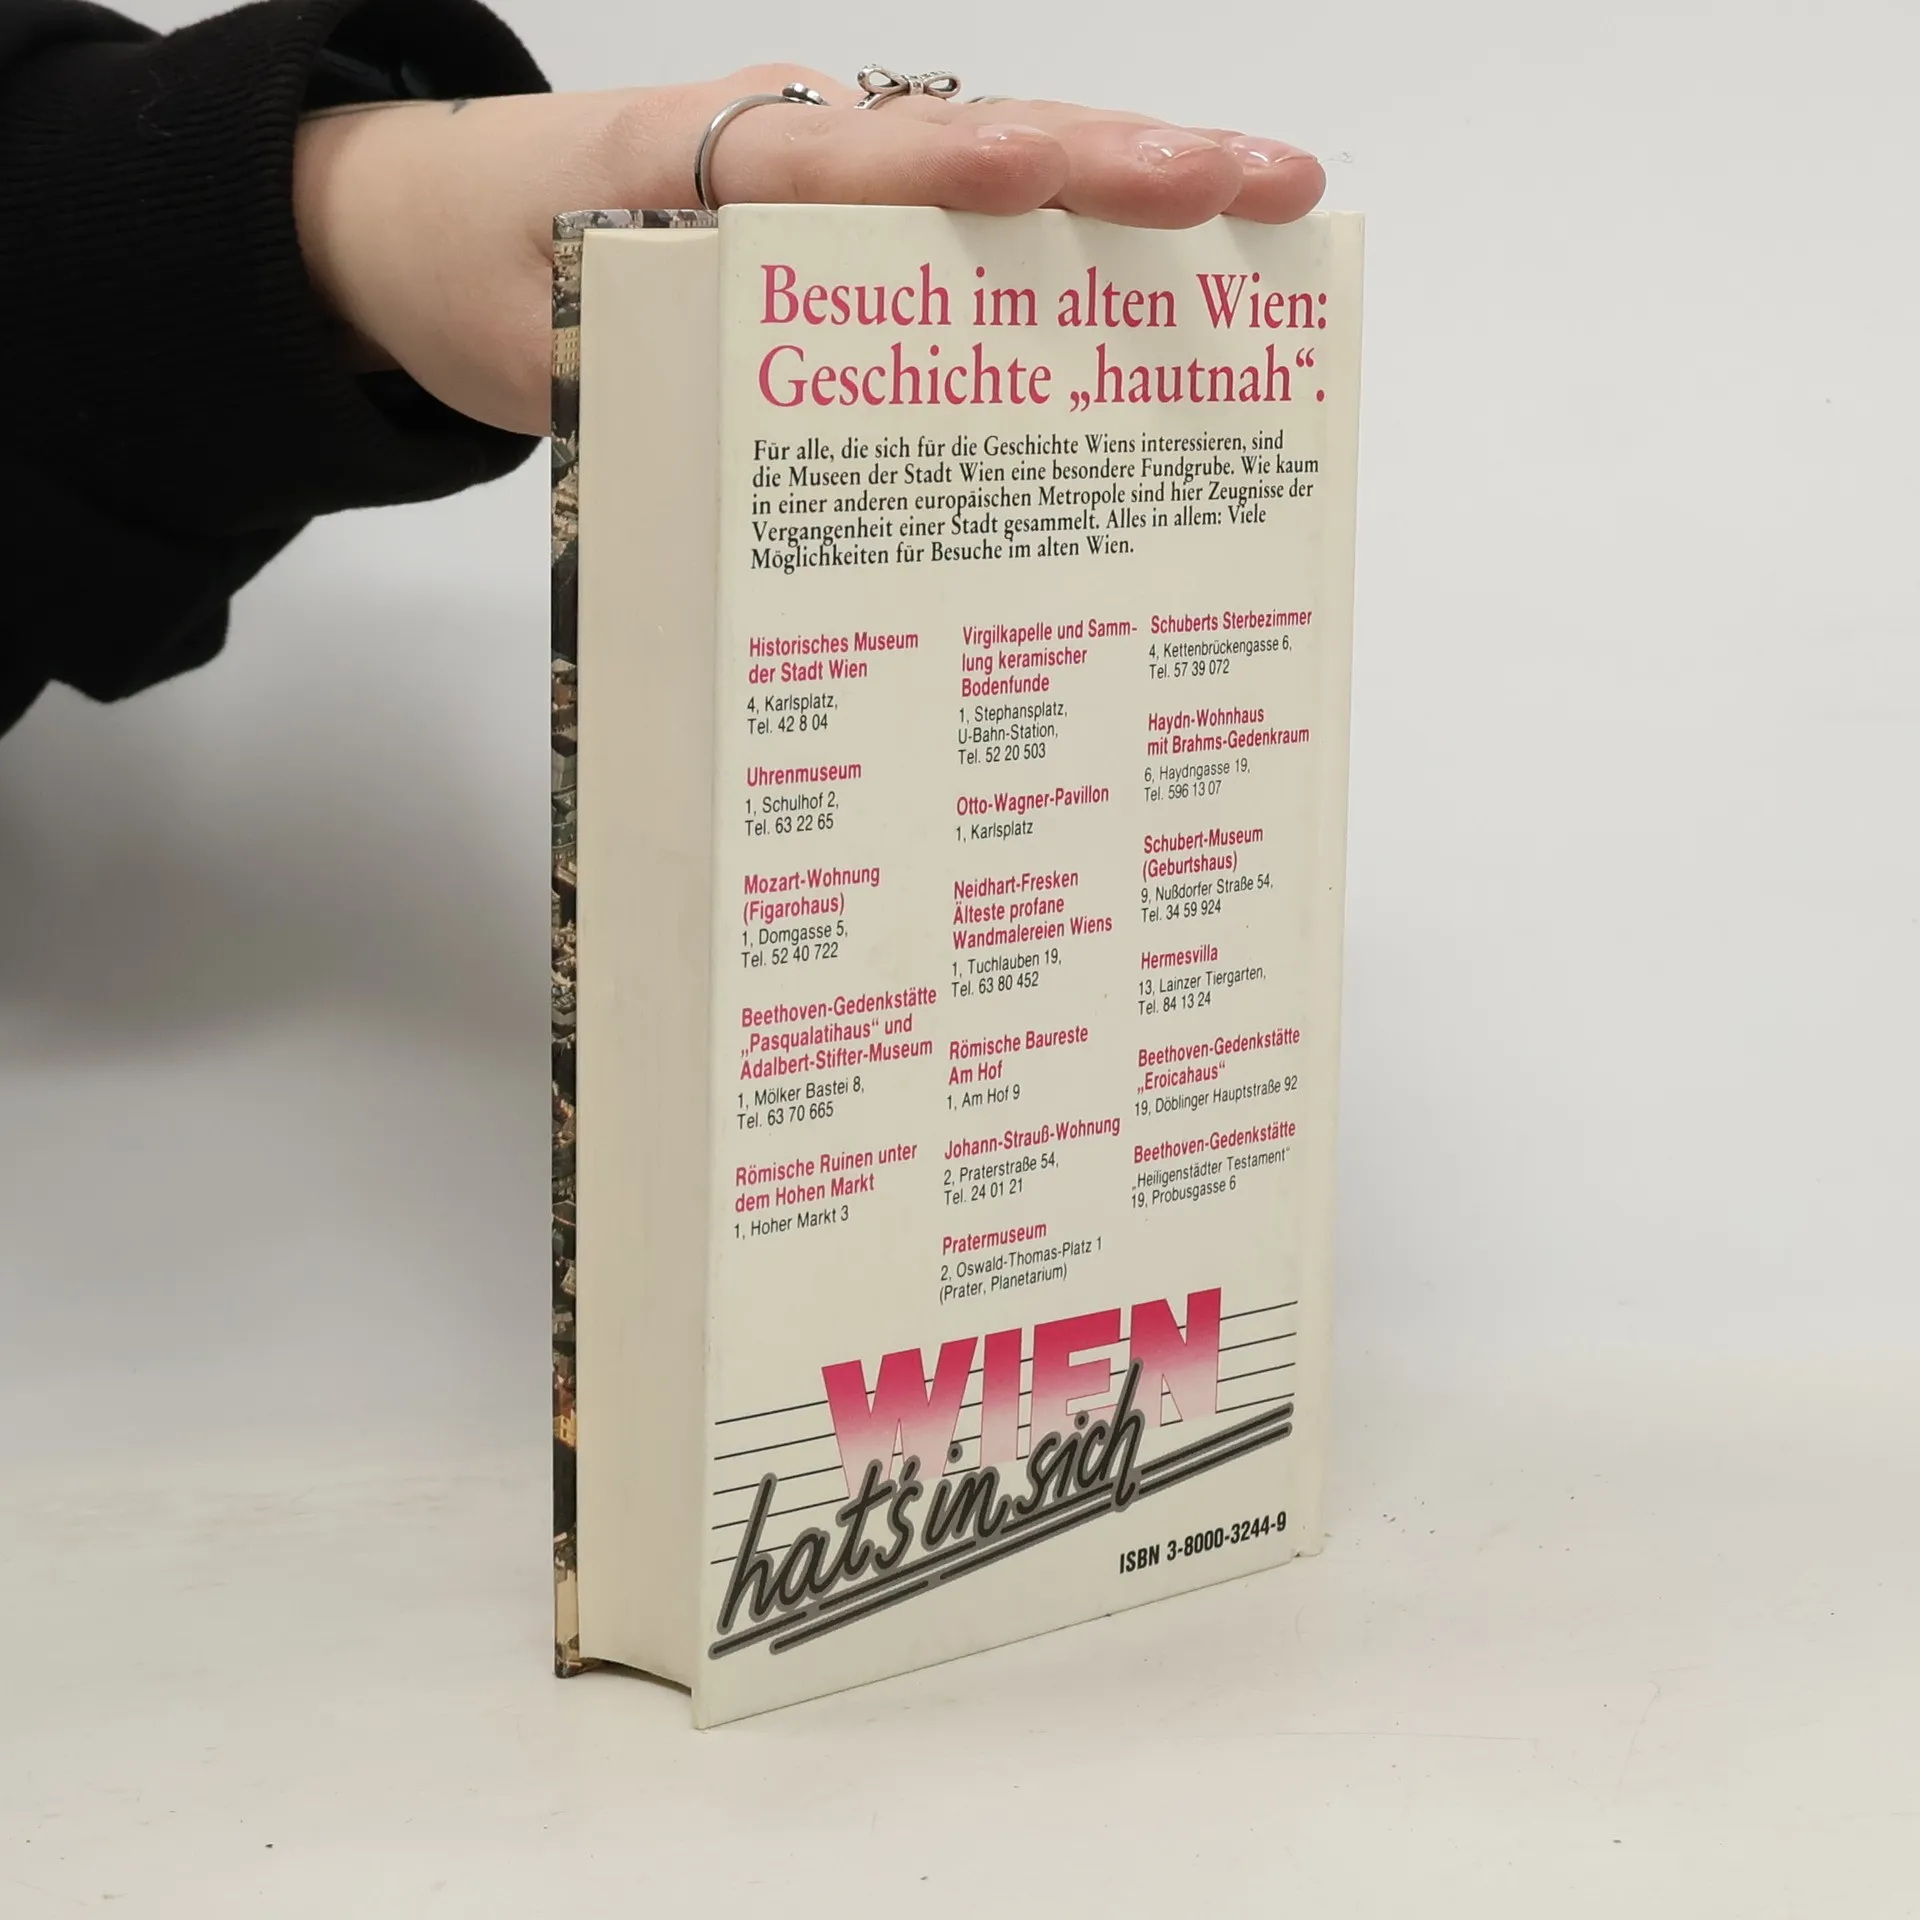 Besuch im alten Wien:
Geschichte „hautnah“.
Für alle, die sich für die Geschichte Wiens interessieren, sind
die Museen der Stadt Wien eine besondere Fundgrube. Wie kaum
in einer anderen europäischen Metropole sind hier Zeugnisse der
Vergangenheit einer Stadt gesammelt. Alles in allem: Viele
Möglichkeiten für Besuche im alten Wien.
Historisches Museum
der Stadt Wien
4, Karlsplatz,
Tel. 42 8 04
Uhrenmuseum
1, Schulhof 2,
Tel. 63 22 65
Mozart-Wohnung
(Figarohaus)
1, Domgasse 5,
Tel. 52 40 722
Beethoven-Gedenkstätte
„Pasqualatihaus“ und
Adalbert-Stifter-Museum
1, Mölker Bastei 8,
Tel. 63 70 665
Römische Ruinen unter
dem Hohen Markt
1, Hoher Markt 3
Virgilkapelle und Samm-
lung keramischer
Bodenfunde
1, Stephansplatz,
U-Bahn-Station,
Tel. 52 20 503
Otto-Wagner-Pavillon
1, Karlsplatz
Neidhart-Fresken
Älteste profane
Wandmalereien Wiens
1, Tuchlauben 19,
Tel. 63 80 452
Römische Baureste
Am Hof
1, Am Hof 9
Johann-Strauß-Wohnung
2, Praterstraße 54,
Tel. 24 01 21
Pratermuseum
2, Oswald-Thomas-Platz 1
(Prater, Planetarium)
Schuberts Sterbezimmer
4, Kettenbrückengasse 6,
Tel. 57 39 072
Haydn-Wohnhaus
mit Brahms-Gedenkraum
6, Haydngasse 19,
Tel. 596 13 07
Schubert-Museum
(Geburtshaus)
9, Nußdorfer Straße 54,
Tel. 34 59 924
Hermesvilla
13, Lainzer Tiergarten,
Tel. 84 13 24
Beethoven-Gedenkstätte
„Eroicahaus“
19, Döblinger Hauptstraße 92
Beethoven-Gedenkstätte
„Heiligenstädter Testament“
19, Probusgasse 6
WIEN
hat's in sich
ISBN 3-8000-3244-9